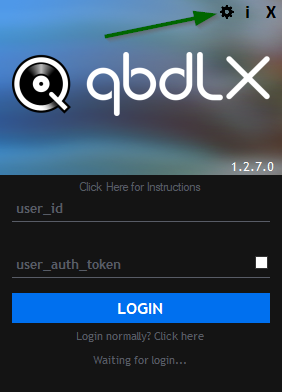 i X
qbdlX
1.2.7.0
Click Here for Instructions
user_id
user_auth_token
LOGIN
Login normally? Click here
Waiting for login...